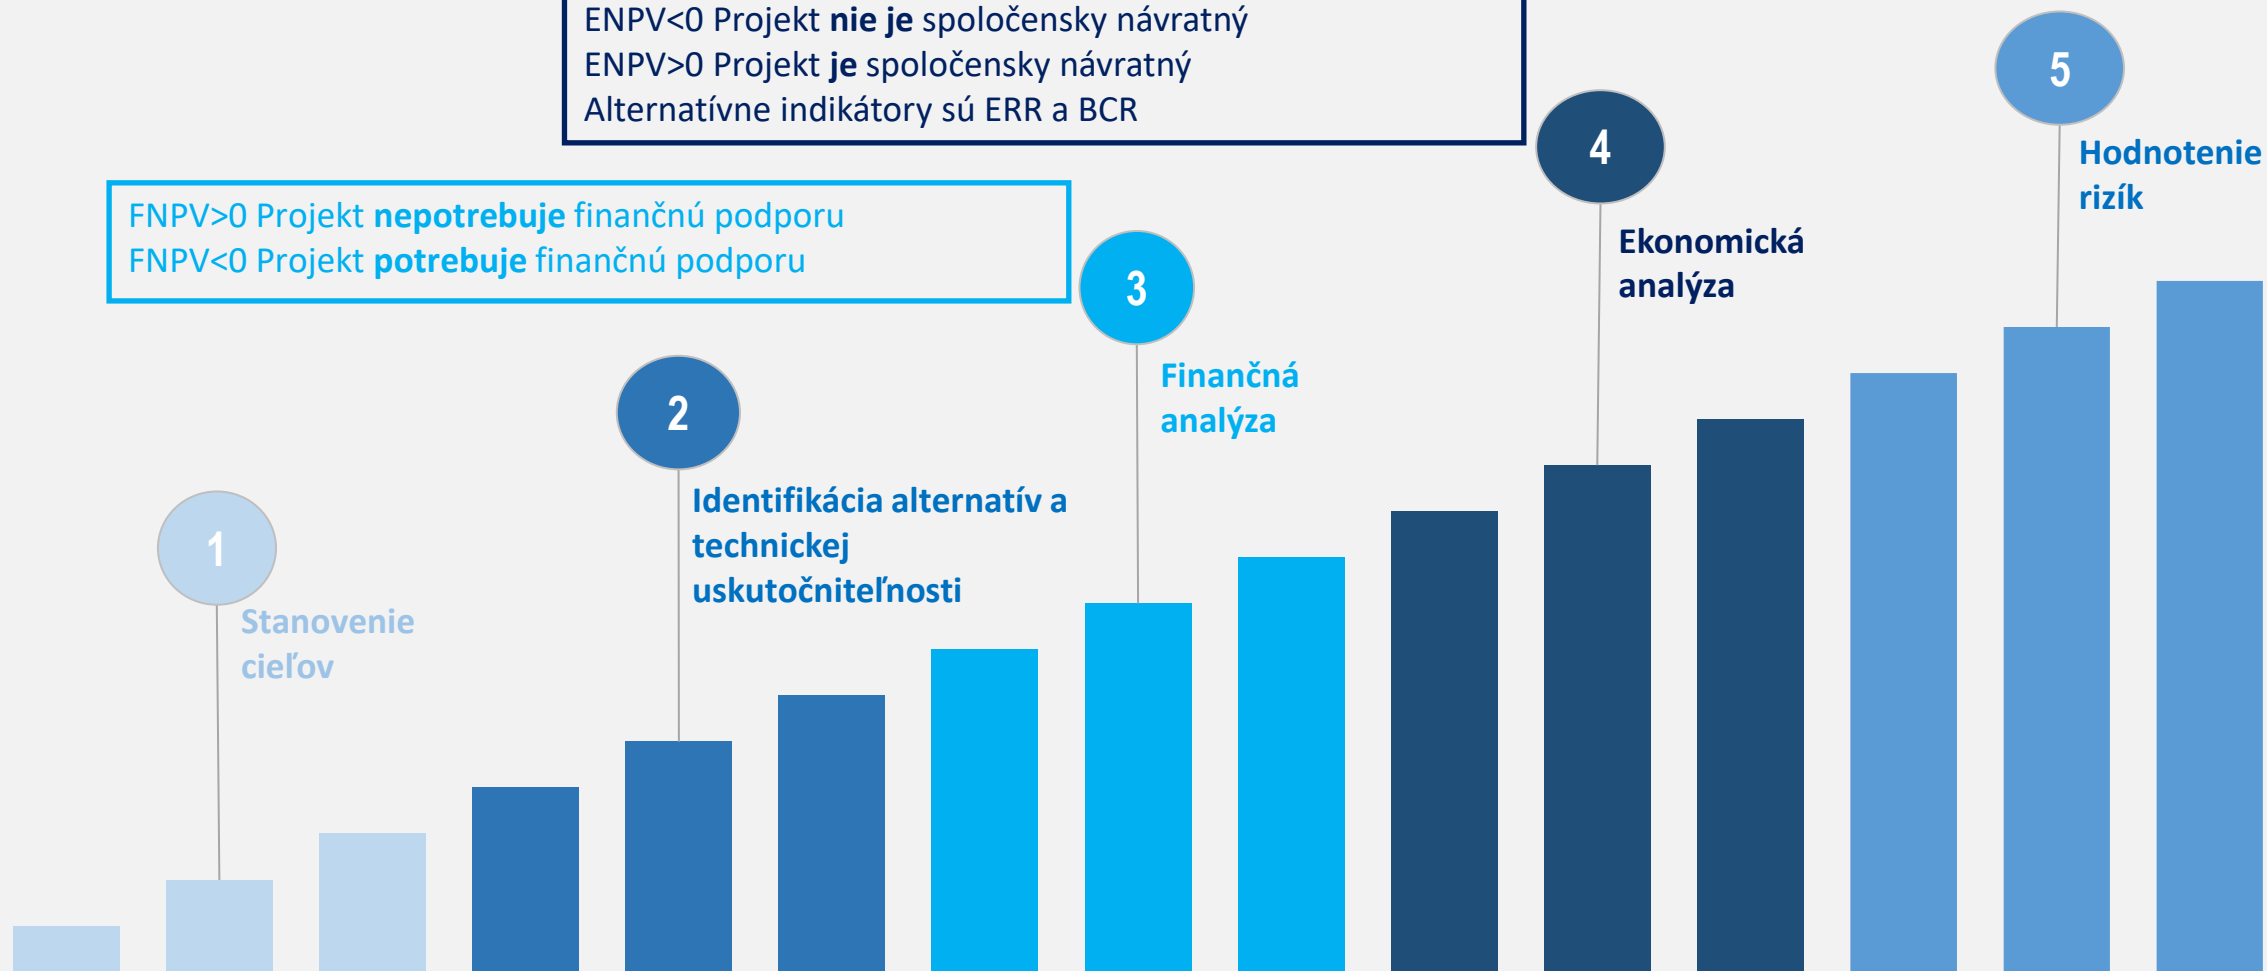 ENPV<0 Projekt nie je spoločensky návratný
ENPV>0 Projekt je spoločensky návratný
Alternatívne indikátory sú ERR a BCR
FNPV>0 Projekt nepotrebuje finančnú podporu
FNPV<0 Projekt potrebuje finančnú podporu
1
Stanovenie
cieľov
2
Identifikácia alternatív a
technickej
uskutočniteľnosti
3
Finančná
analýza
4
Ekonomická
analýza
5
Hodnotenie
rizík